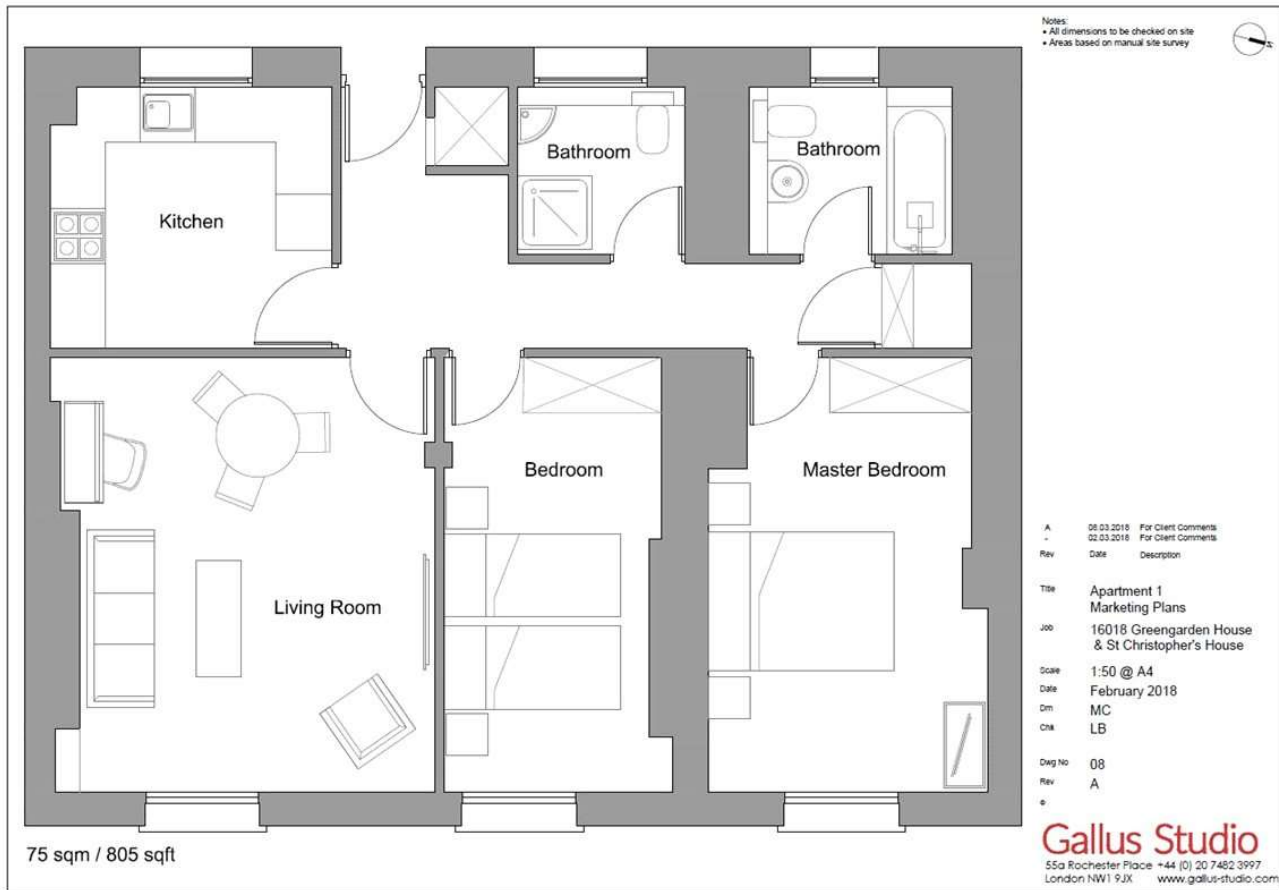 Notes:
• All dimensions to be checked on site
• Areas based on manual site survey
N
Kitchen
Bathroom
Bathroom
Living Room
Bedroom
Master Bedroom
75 sqm / 805 sqft
A 08.03.2018 For Client Comments
- 02.03.2018 For Client Comments
Rev Date Description
Title Apartment 1
Marketing Plans
Job 16018 Greengarden House
& St Christopher's House
Scale 1:50 @ A4
Date February 2018
Drn MC
Chk LB
Dwg No 08
Rev A
©
Gallus Studio
55a Rochester Place +44 (0) 20 7482 3997
London NW1 9JX www.gallus-studio.com